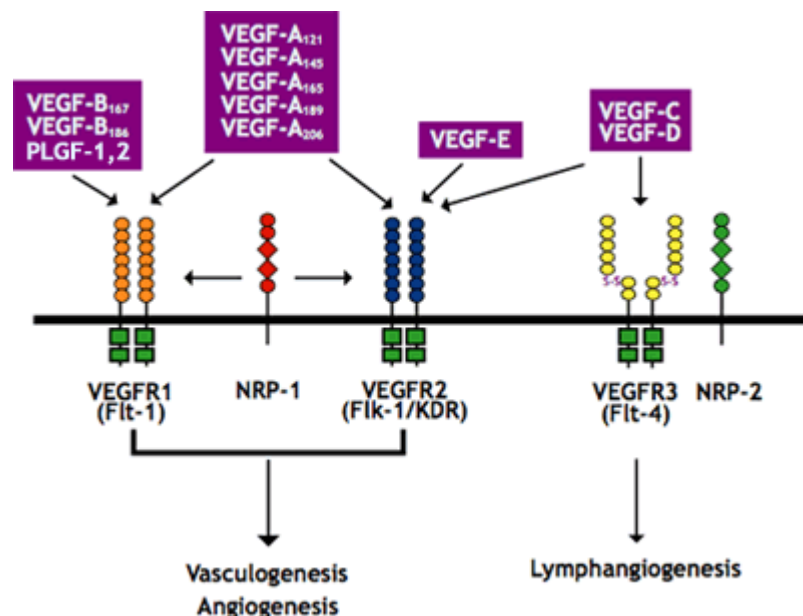 VEGF-B₁₆₇
VEGF-B₁₈₆
PLGF-1,2
VEGF-A₁₂₁
VEGF-A₁₄₅
VEGF-A₁₆₅
VEGF-A₁₈₉
VEGF-A₂₀₆
VEGF-E
VEGF-C
VEGF-D
S-S
S-S
VEGFR1
(Flt-1)
NRP-1
VEGFR2
(Flk-1/KDR)
VEGFR3
(Flt-4)
NRP-2
Vasculogenesis
Angiogenesis
Lymphangiogenesis